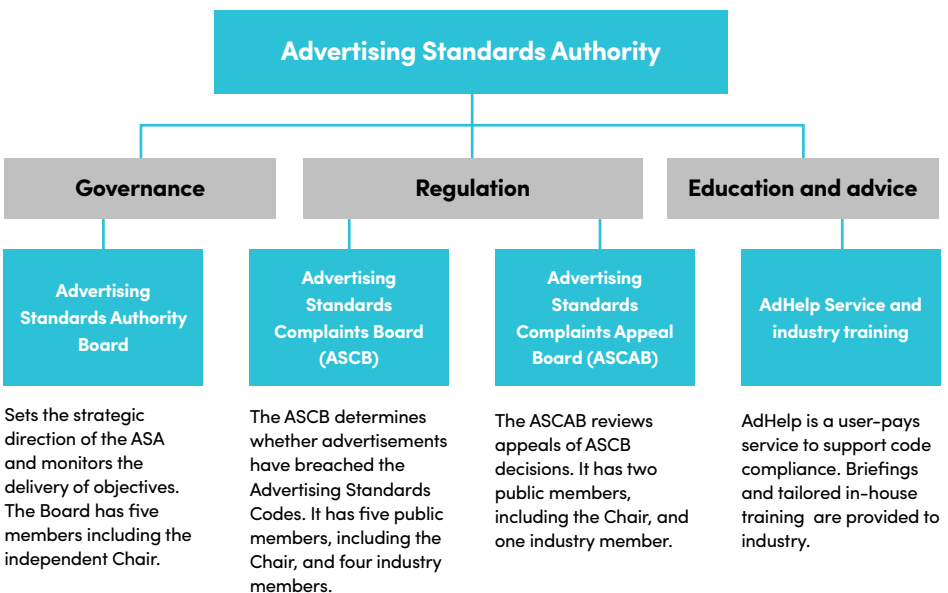 Advertising Standards Authority
Governance
Regulation
Education and advice
Advertising
Standards Authority
Board
Advertising
Standards
Complaints Board
(ASCB)
Advertising
Standards
Complaints Appeal
Board (ASCAB)
AdHelp Service and
industry training
Sets the strategic
direction of the ASA
and monitors the
delivery of objectives.
The Board has five
members including the
independent Chair.
The ASCB determines
whether advertisements
have breached the
Advertising Standards
Codes. It has five public
members, including the
Chair, and four industry
members.
The ASCAB reviews
appeals of ASCB
decisions. It has two
public members,
including the Chair, and
one industry member.
AdHelp is a user-pays
service to support code
compliance. Briefings
and tailored in-house
training are provided to
industry.